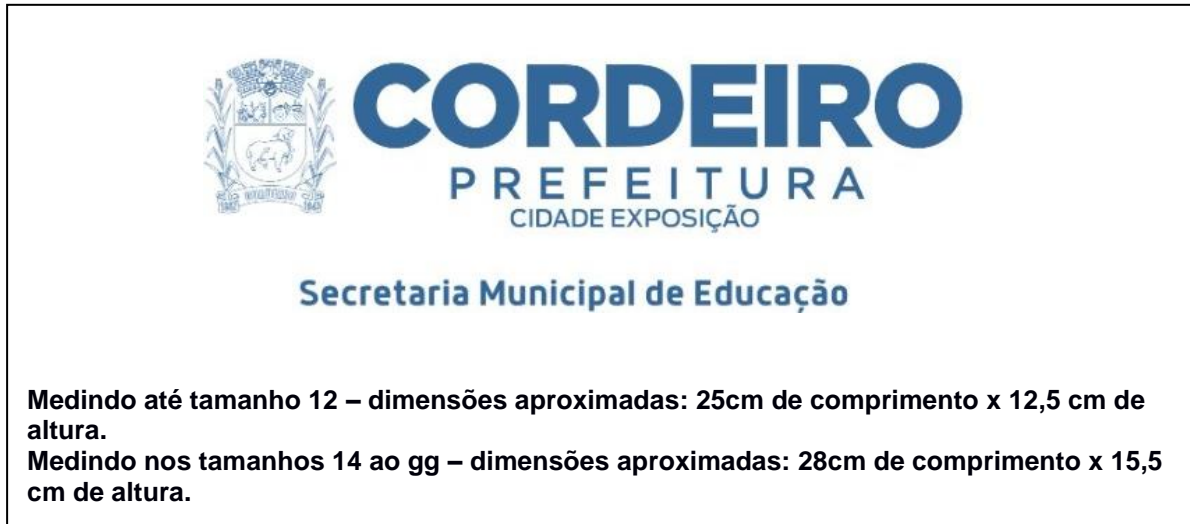 CORDEIRO
PREFEITURA
CIDADE EXPOSIÇÃO
Secretaria Municipal de Educação
Medindo até tamanho 12 – dimensões aproximadas: 25cm de comprimento x 12,5 cm de
altura.
Medindo nos tamanhos 14 ao gg – dimensões aproximadas: 28cm de comprimento x 15,5
cm de altura.